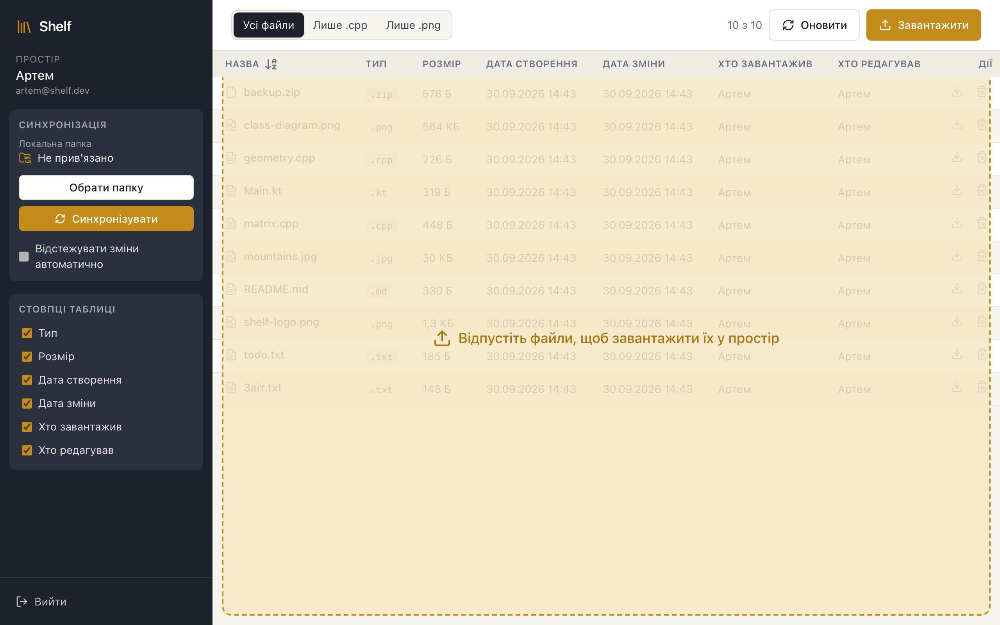 Shelf
ПРОСТІР
Артем
artem@shelf.dev
СИНХРОНІЗАЦІЯ
Локальна папка
Не прив'язано
Обрати папку
Синхронізувати
Відстежувати зміни
автоматично
СТОВПЦІ ТАБЛИЦІ
Тип
Розмір
Дата створення
Дата зміни
Хто завантажив
Хто редагував
Вийти
Усі файли Лише .cpp Лише .png 10 з 10 Оновити Завантажити
НАЗВА ТИП РОЗМІР ДАТА СТВОРЕННЯ ДАТА ЗМІНИ ХТО ЗАВАНТАЖИВ ХТО РЕДАГУВАВ ДІЇ
backup.zip .zip 576 Б 30.09.2026 14:43 30.09.2026 14:43 Артем Артем
class-diagram.png .png 564 КБ 30.09.2026 14:43 30.09.2026 14:43 Артем Артем
geometry.cpp .cpp 226 Б 30.09.2026 14:43 30.09.2026 14:43 Артем Артем
Main.kt .kt 319 Б 30.09.2026 14:43 30.09.2026 14:43 Артем Артем
matrix.cpp .cpp 448 Б 30.09.2026 14:43 30.09.2026 14:43 Артем Артем
mountains.jpg .jpg 30 КБ 30.09.2026 14:43 30.09.2026 14:43 Артем Артем
README.md .md 330 Б 30.09.2026 14:43 30.09.2026 14:43 Артем Артем
shelf-logo.png .png 1,3 КБ 30.09.2026 14:43 30.09.2026 14:43 Артем Артем
Відпустіть файли, щоб завантажити їх у простір
todo.txt .txt 185 Б 30.09.2026 14:43 30.09.2026 14:43 Артем Артем
Звіт.txt .txt 148 Б 30.09.2026 14:43 30.09.2026 14:43 Артем Артем